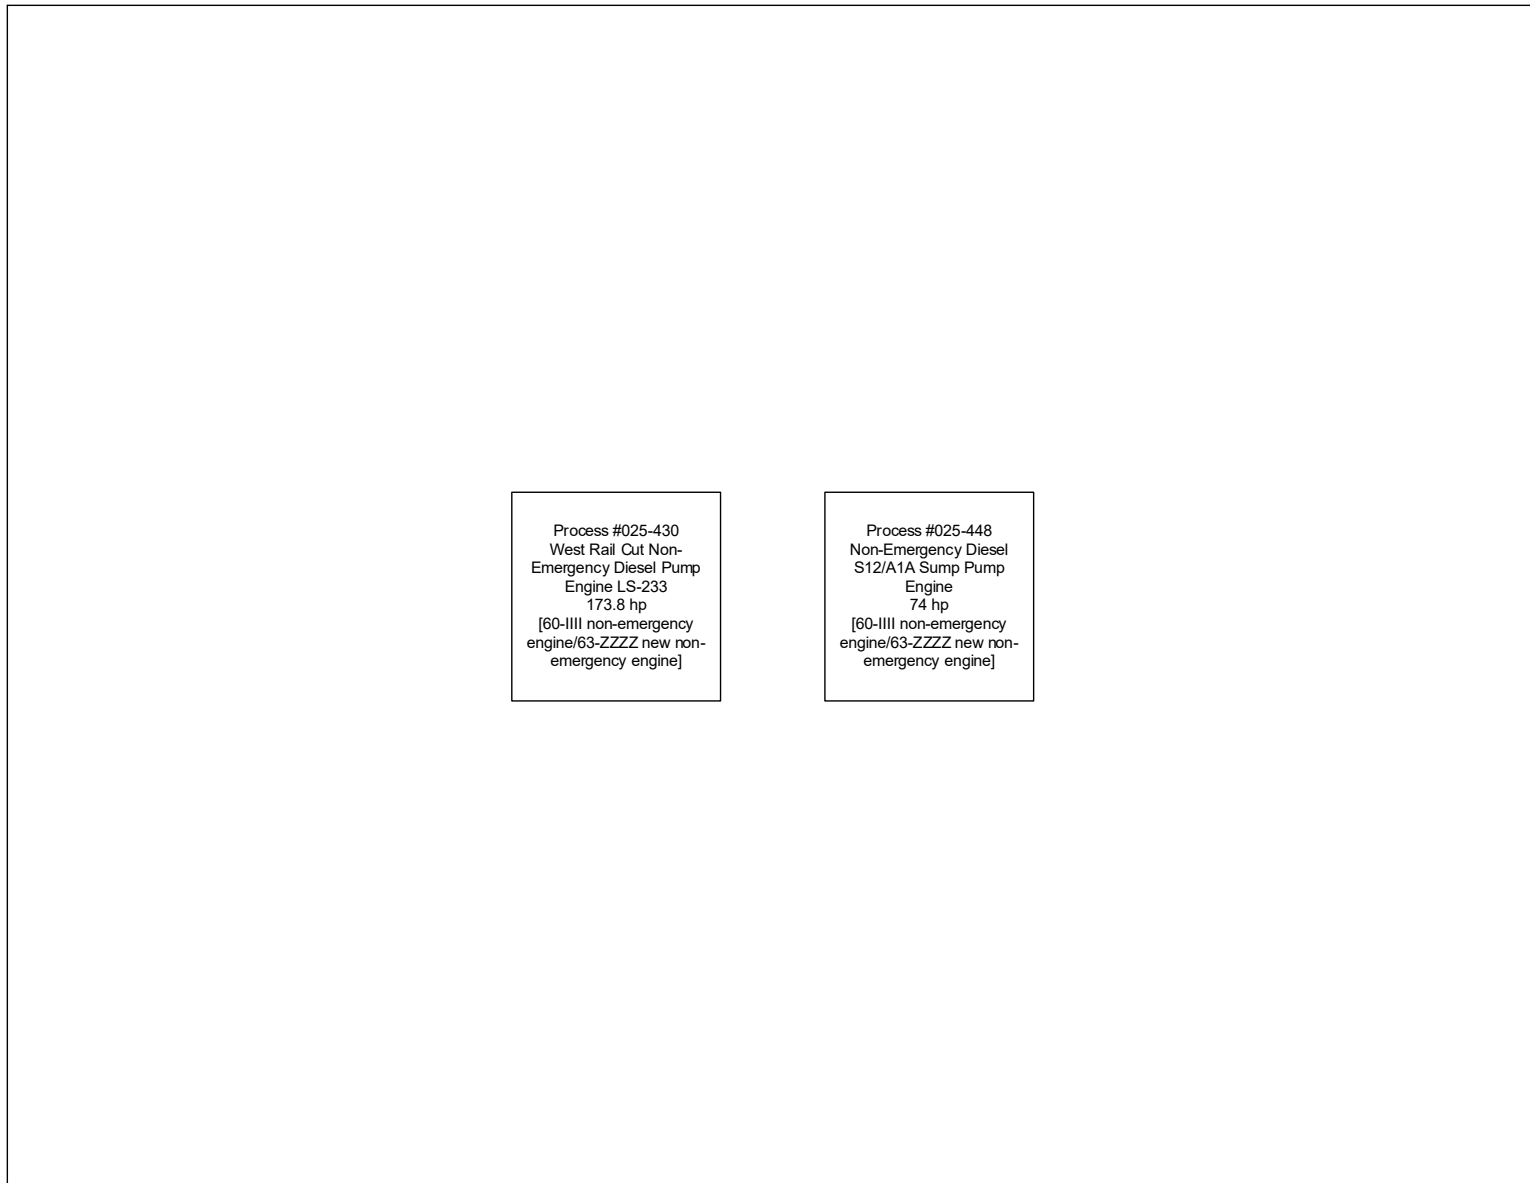 Process #025-430
West Rail Cut Non-
Emergency Diesel Pump
Engine LS-233
173.8 hp
[60-IIII non-emergency
engine/63-ZZZZ new non-
emergency engine]
Process #025-448
Non-Emergency Diesel
S12/A1A Sump Pump
Engine
74 hp
[60-IIII non-emergency
engine/63-ZZZZ new non-
emergency engine]